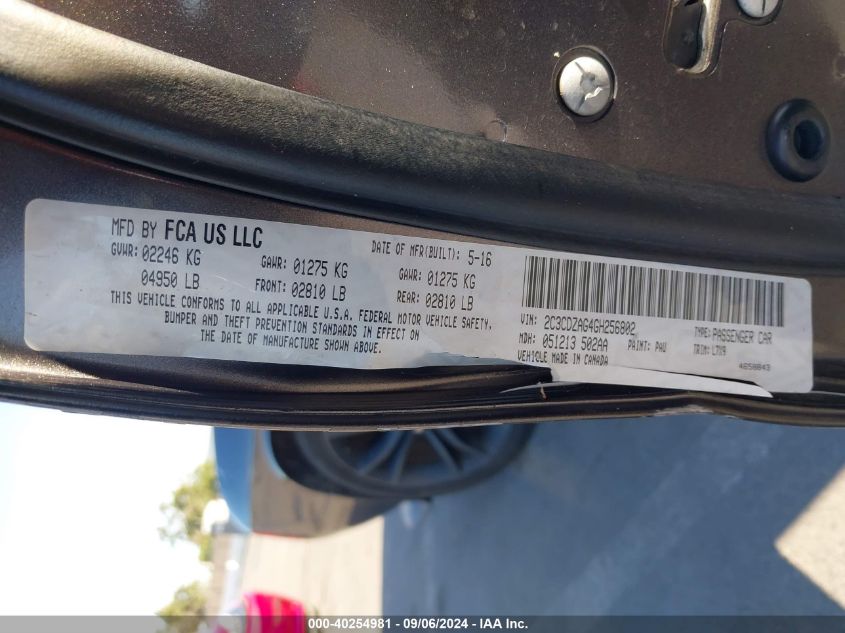 MFD BY FCA US LLC
DATE OF MFR(BUILT): 5-16
GVWR: 02246 KG
GAWR: 01275 KG
GAWR: 01275 KG
04950 LB
FRONT: 02810 LB
REAR: 02810 LB
THIS VEHICLE CONFORMS TO ALL APPLICABLE U.S.A. FEDERAL MOTOR VEHICLE SAFETY,
BUMPER AND THEFT PREVENTION STANDARDS IN EFFECT ON
THE DATE OF MANUFACTURE SHOWN ABOVE.
VIN: 2C3CDZAG4GH256802
TYPE: PASSENGER CAR
MDH: 051213 502AA
PAINT: PAU
TRIM: L7X9
VEHICLE MADE IN CANADA
4658843
000-40254981 - 09/06/2024 - IAA Inc.